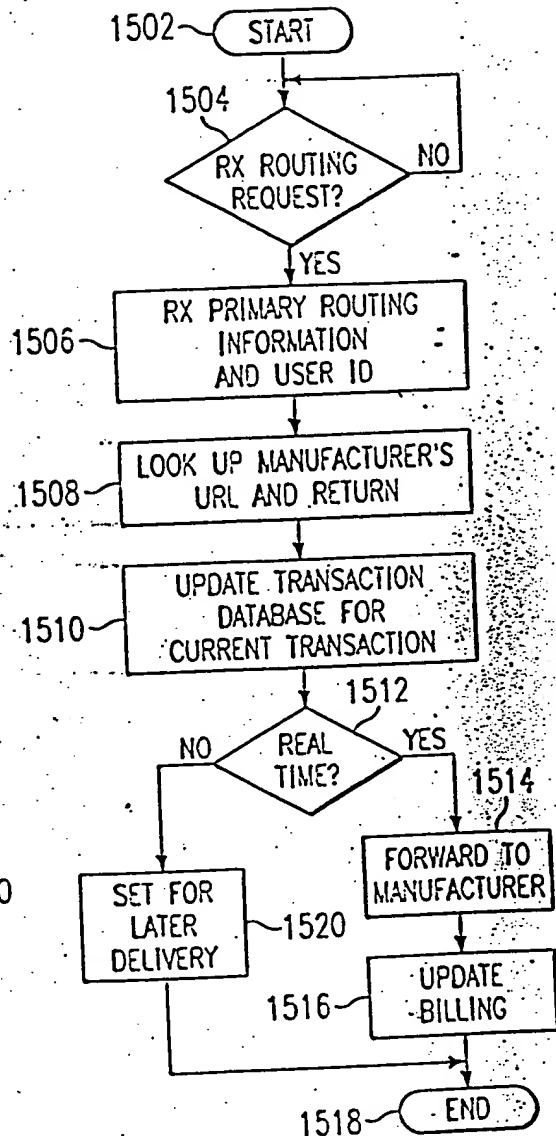 1502
START
1504
RX ROUTING
REQUEST?
NO
YES
1506
RX PRIMARY ROUTING
INFORMATION
AND USER ID
1508
LOOK UP MANUFACTURER'S
URL AND RETURN
1510
UPDATE TRANSACTION
DATABASE FOR
CURRENT TRANSACTION
1512
NO
REAL
TIME?
YES
1514
FORWARD TO
MANUFACTURER
SET FOR
LATER
DELIVERY
1520
1516
UPDATE
BILLING
1518
END